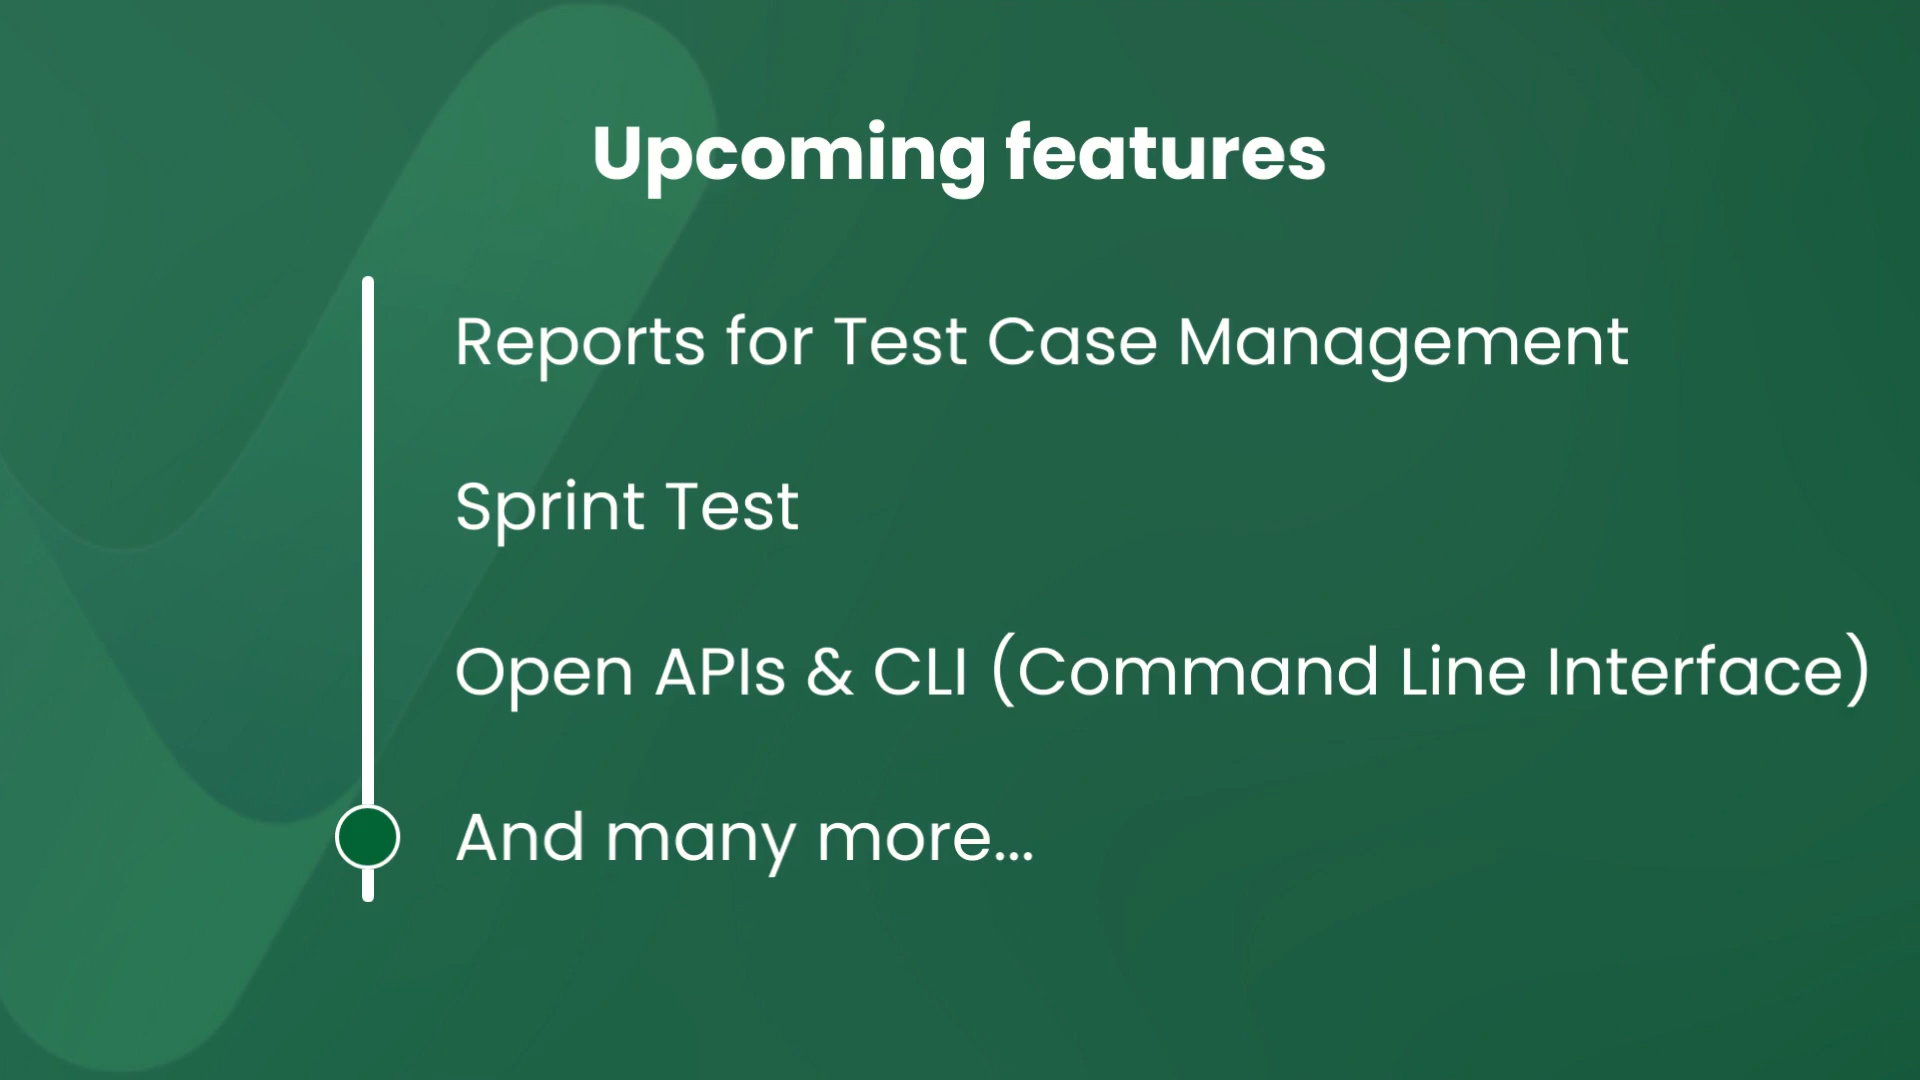 Upcoming features
Reports for Test Case Management
Sprint Test
Open APIs & CLI (Command Line Interface)
And many more...